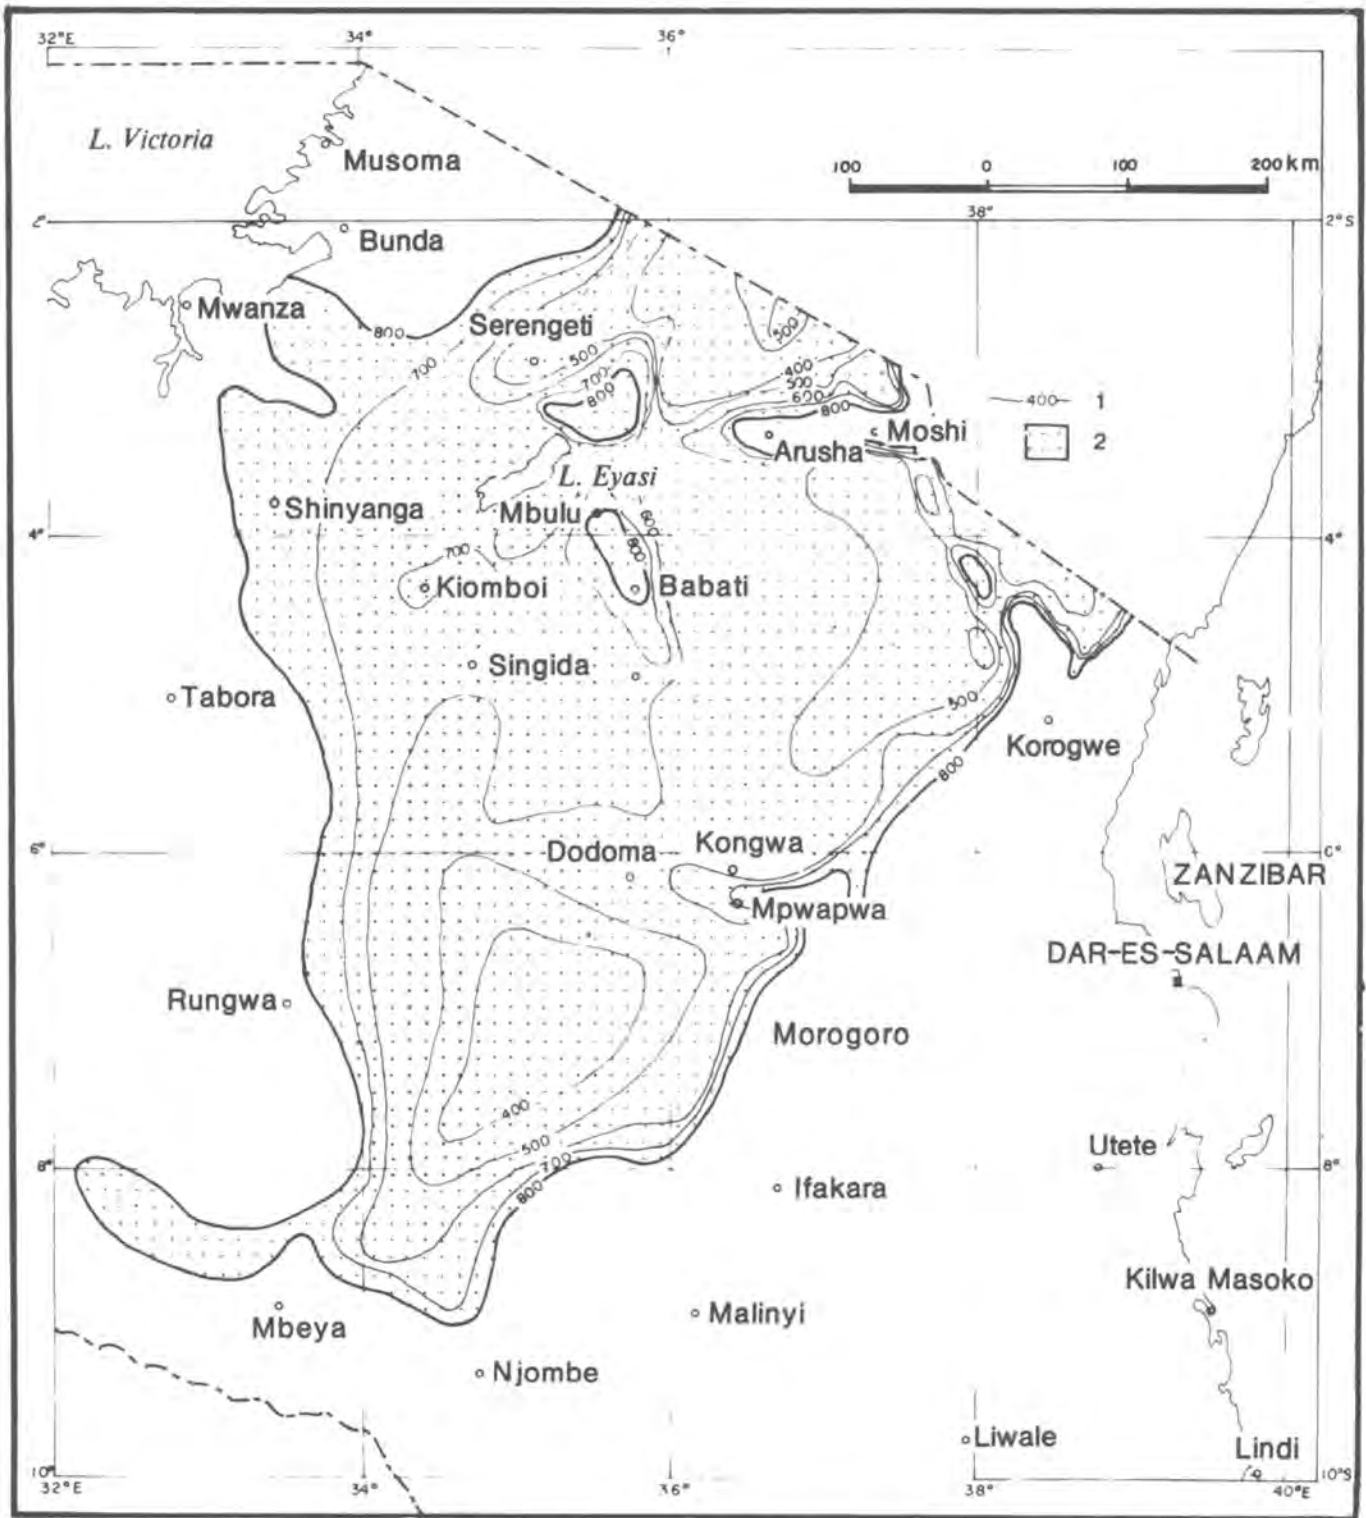 32°E 34° 36°
L. Victoria
Musoma
100 0 100 200 km
38°
2° 2°S
Bunda
Mwanza
800
Serengeti
500
700
500
700
800
400
500
600
800
400 1
Moshi
2
Arusha
L. Eyasi
Shinyanga
Mbulu
600
4° 4°
700
800
Kiomboi
Babati
Singida
Tabora
500
Korogwe
800
Dodoma
Kongwa
6°
ZANZIBAR
Mpwapwa
DAR-ES-SALAAM
Rungwa
Morogoro
400
500
Utete
700
8° 8°
800
Ifakara
Kilwa Masoko
Malinyi
Mbeya
Njombe
Liwale
Lindi
10° 10°S
32°E 34° 36° 38° 40°E